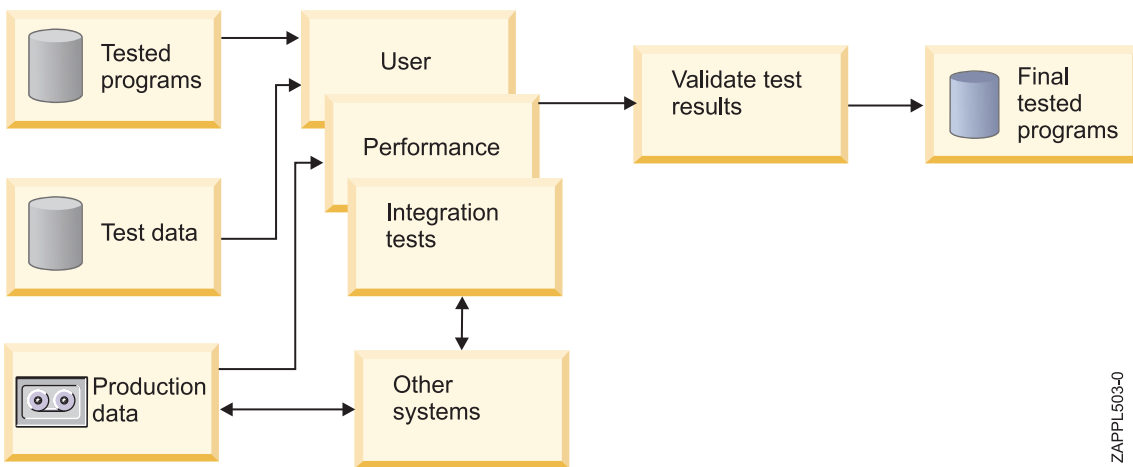 Tested
programs
User
Validate test
results
Final
tested
programs
Performance
Test data
Integration
tests
Production
data
Other
systems
ZAPPL503-0